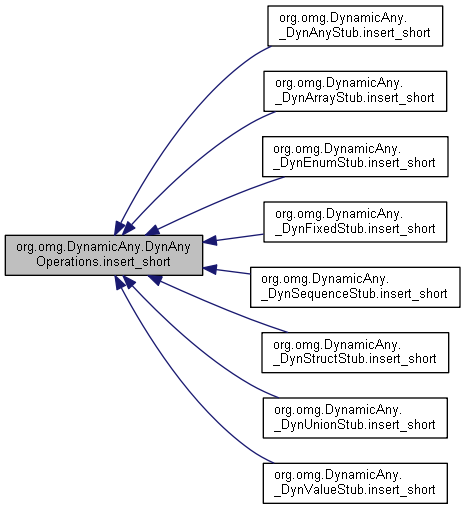 org.omg.DynamicAny.
_DynAnyStub.insert_short
org.omg.DynamicAny.
_DynArrayStub.insert_short
org.omg.DynamicAny.
_DynEnumStub.insert_short
org.omg.DynamicAny.
_DynFixedStub.insert_short
org.omg.DynamicAny.DynAny
Operations.insert_short
org.omg.DynamicAny.
_DynSequenceStub.insert_short
org.omg.DynamicAny.
_DynStructStub.insert_short
org.omg.DynamicAny.
_DynUnionStub.insert_short
org.omg.DynamicAny.
_DynValueStub.insert_short